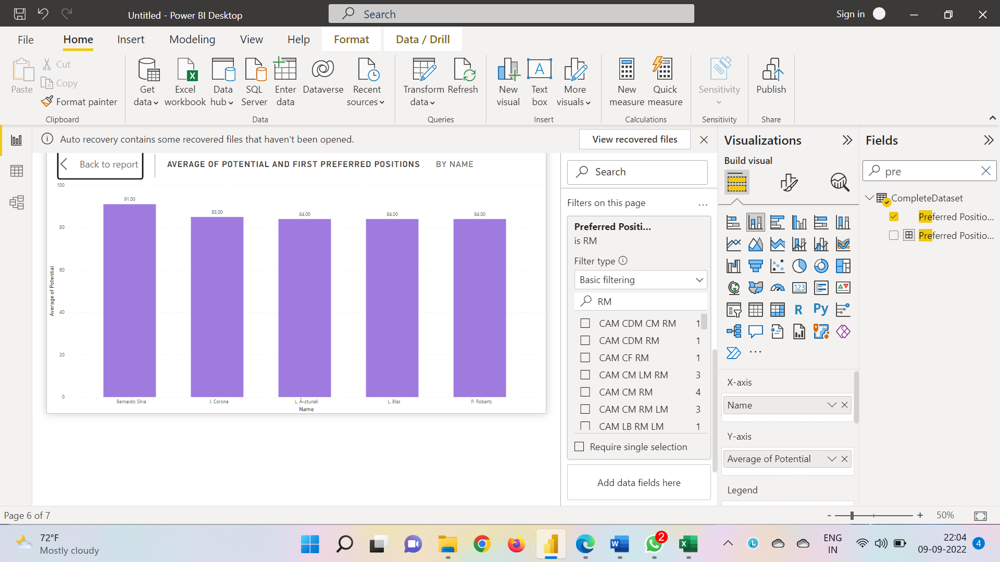 Untitled - Power BI Desktop
Search
Sign in
File
Home
Insert
Modeling
View
Help
Format
Data / Drill
Paste
Cut
Copy
Format painter
Clipboard
Get data
Excel workbook
Data hub
SQL Server
Enter data
Dataverse
Recent sources
Data
Transform data
Refresh
Queries
New visual
Text box
More visuals
Insert
New measure
Quick measure
Calculations
Sensitivity
Sensitivity
Publish
Share
Auto recovery contains some recovered files that haven't been opened.
View recovered files
Back to report
AVERAGE OF POTENTIAL AND FIRST PREFERRED POSITIONS
BY NAME
100
80
60
40
20
0
Average of Potential
91.00
85.00
84.00
84.00
84.00
Bernardo Silva
J. Corona
L. Ã–ztunali
L. Blas
P. Roberts
Name
Search
Filters on this page
...
Preferred Positi...
is RM
Filter type
Basic filtering
RM
CAM CDM CM RM 1
CAM CDM RM 1
CAM CF RM 1
CAM CM LM RM 3
CAM CM RM 4
CAM CM RM LM 3
CAM LB RM LM 1
Require single selection
Add data fields here
Visualizations
Build visual
123
R
Py
...
X-axis
Name
Y-axis
Average of Potential
Legend
Fields
pre
CompleteDataset
Preferred Positio...
Preferred Positio...
Page 6 of 7
- + 50%
72°F
Mostly cloudy
2
L
ENG
IN
22:04
09-09-2022
4